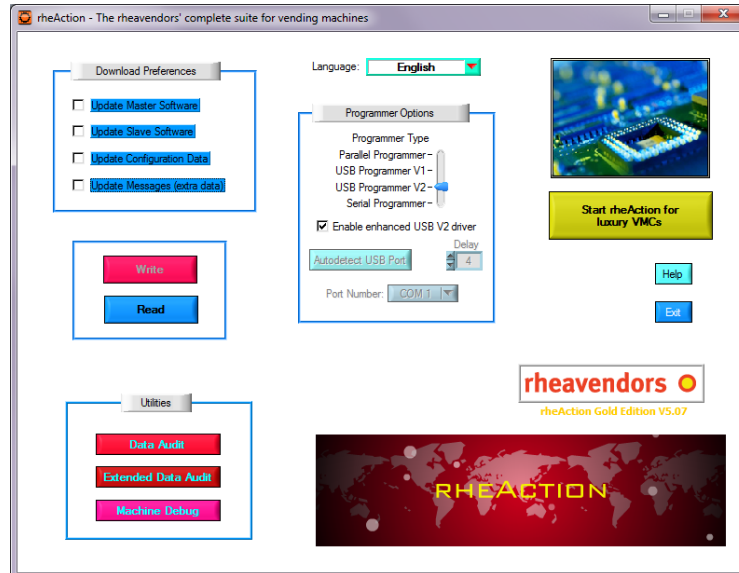 rheAction - The rheavendors' complete suite for vending machines
Download Preferences
Update Master Software
Update Slave Software
Update Configuration Data
Update Messages (extra data)
Write
Read
Utilities
Data Audit
Extended Data Audit
Machine Debug
Language: English
Programmer Options
Programmer Type
Parallel Programmer
USB Programmer V1
USB Programmer V2
Serial Programmer
Enable enhanced USB V2 driver
Delay
Autodetect USB Port 4
Port Number: COM 1
Start rheAction for
luxury VMCs
Help
Exit
rheavendors
rheAction Gold Edition V5.07
RHEACTION